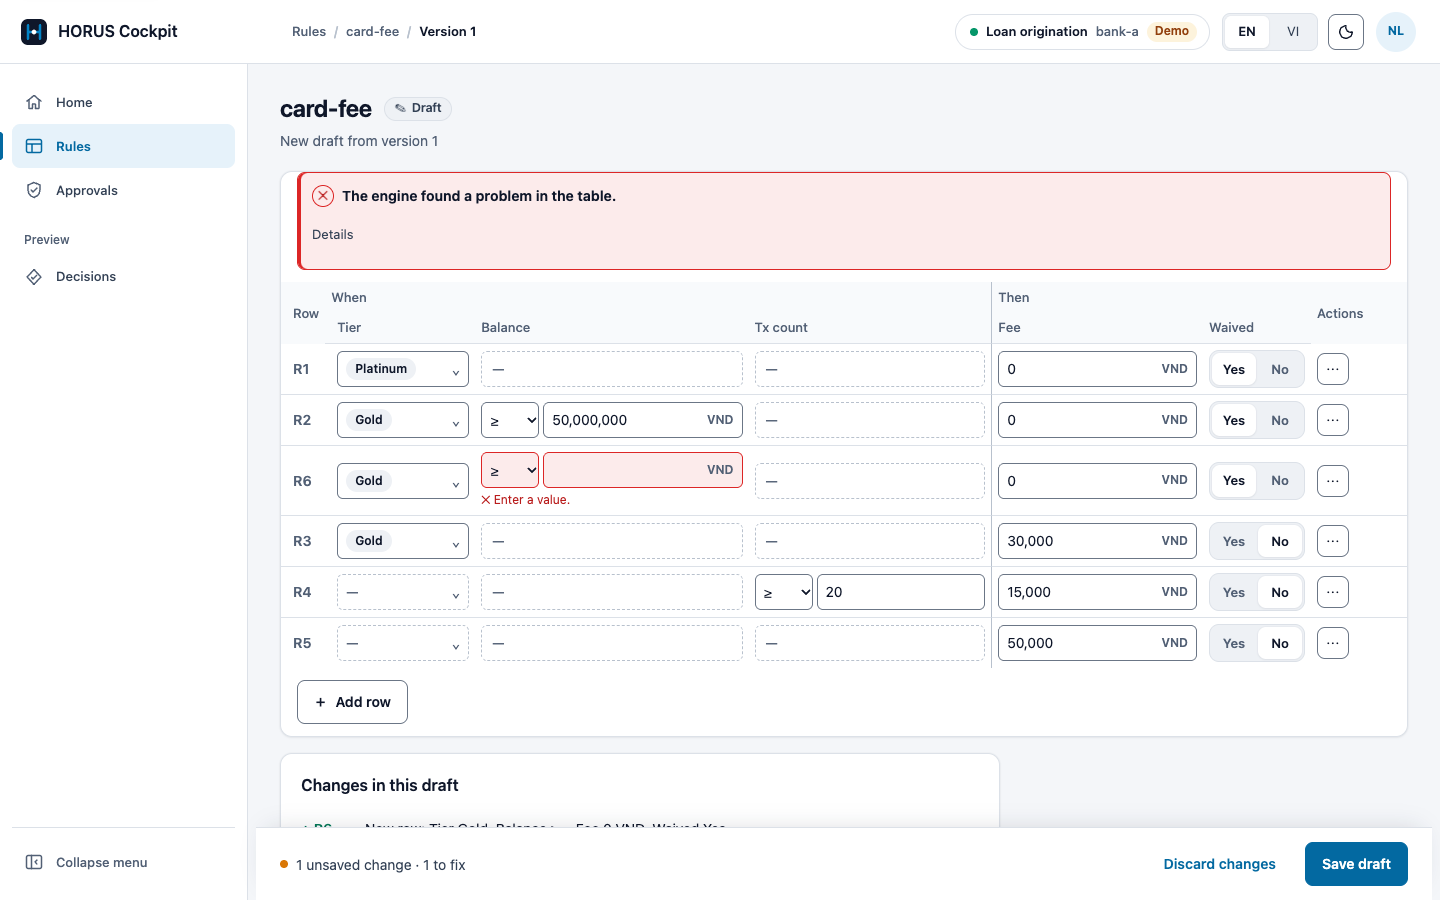 HORUS Cockpit
Rules / card-fee / Version 1
Loan origination bank-a Demo
EN VI
NL
Home
Rules
Approvals
Preview
Decisions
Collapse menu
card-fee
✎ Draft
New draft from version 1
The engine found a problem in the table.
Details
Row When Then Actions
Tier Balance Tx count Fee Waived
R1 Platinum — — 0 VND Yes No ...
R2 Gold ≥ 50,000,000 VND — 0 VND Yes No ...
R6 Gold ≥ VND — 0 VND Yes No ...
Enter a value.
R3 Gold — — 30,000 VND Yes No ...
R4 — — ≥ 20 15,000 VND Yes No ...
R5 — — — 50,000 VND Yes No ...
+ Add row
Changes in this draft
1 unsaved change · 1 to fix
Discard changes
Save draft